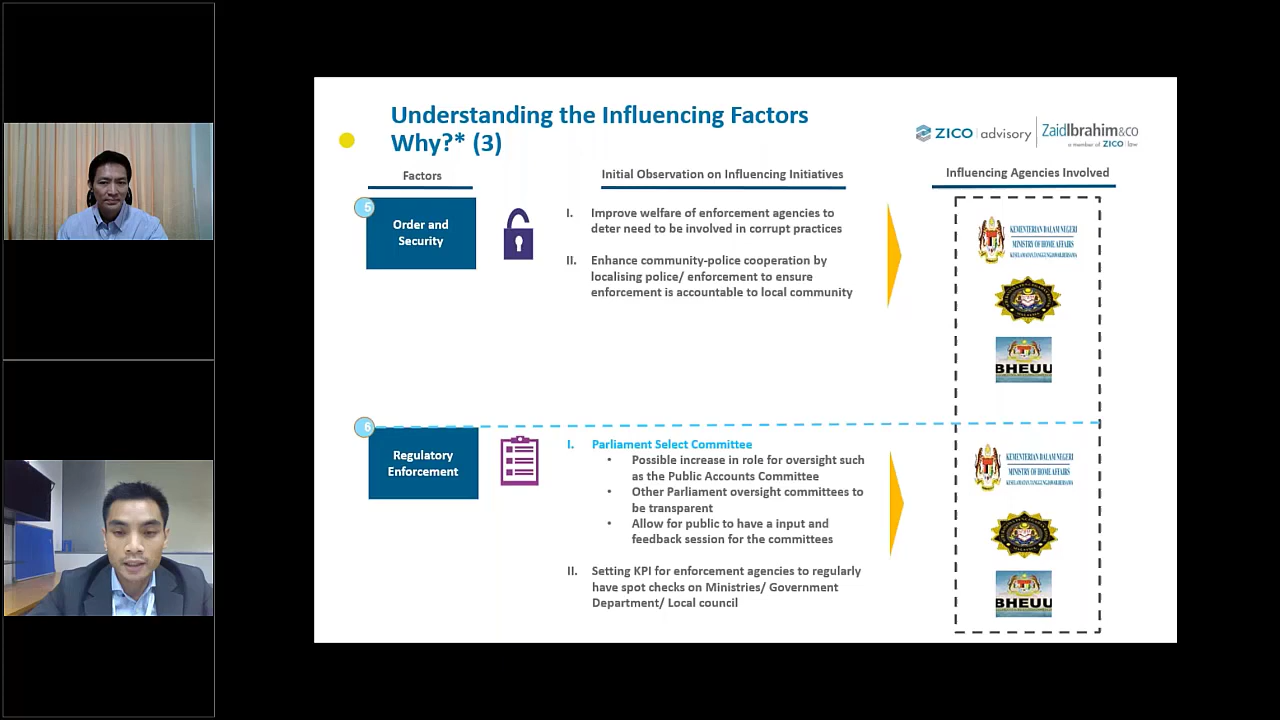 Understanding the Influencing Factors
Why?* (3)
ZICO advisory
ZaidIbrahim&co
a member of ZICO law
Factors
Initial Observation on Influencing Initiatives
Influencing Agencies Involved
5
Order and
Security
I. Improve welfare of enforcement agencies to
deter need to be involved in corrupt practices
II. Enhance community-police cooperation by
localising police/ enforcement to ensure
enforcement is accountable to local community
KEMENTERIAN DALAM NEGERI
MINISTRY OF HOME AFFAIRS
BHEUU
6
Regulatory
Enforcement
I. Parliament Select Committee
• Possible increase in role for oversight such
as the Public Accounts Committee
• Other Parliament oversight committees to
be transparent
• Allow for public to have a input and
feedback session for the committees
II. Setting KPI for enforcement agencies to regularly
have spot checks on Ministries/ Government
Department/ Local council
KEMENTERIAN DALAM NEGERI
MINISTRY OF HOME AFFAIRS
BHEUU